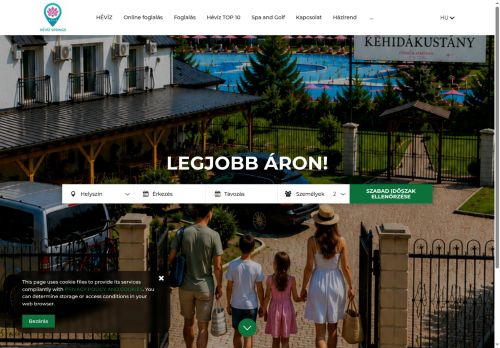 HÉVÍZ SPRINGS
HÉVÍZ
Online foglalás
Foglalás
Hévíz TOP 10
Spa and Golf
Kapcsolat
Házirend
...
HU
KEHIDAKUSTÁNY
LEGJOBB ÁRON!
Helyszín
Érkezés
Távozás
Személyek 2
SZABAD IDŐSZAK
ELLENŐRZÉSE
This page uses cookie files to provide its services
compliantly with PRIVACY POLICY AND COOKIES. You
can determine storage or access conditions in your
web browser.
Bezárás